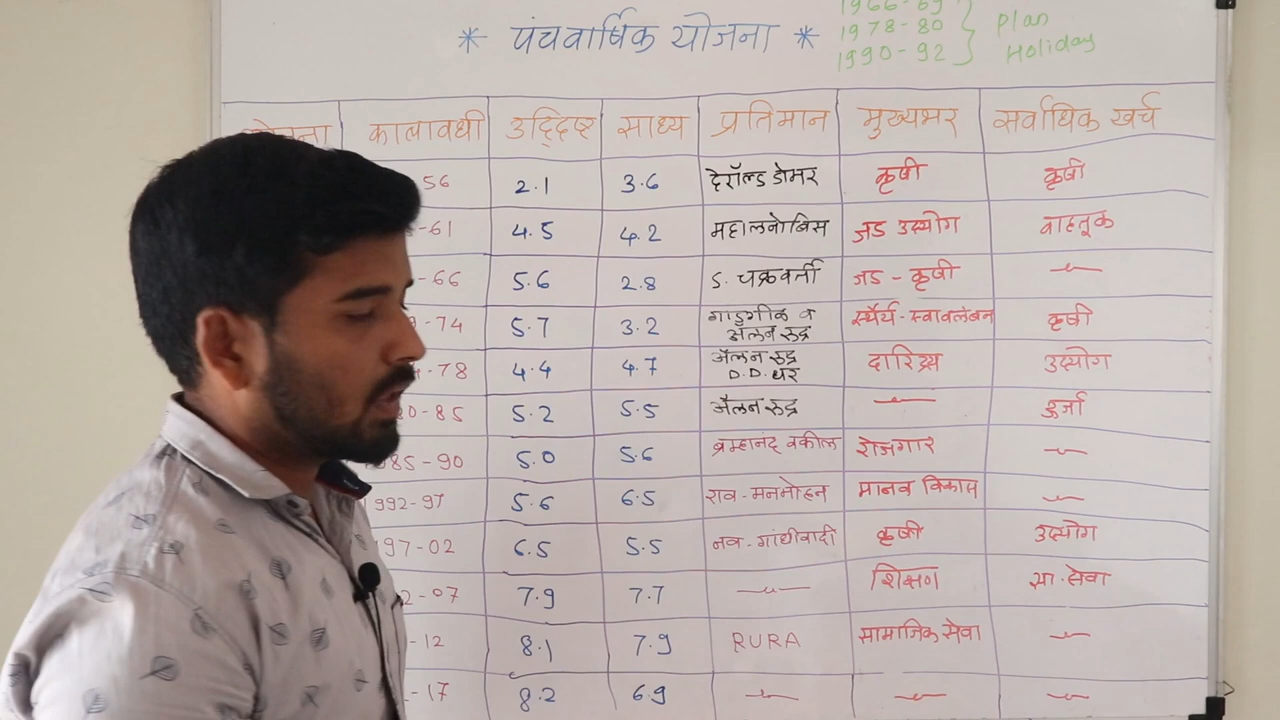 * पंचवार्षिक योजना *
1966-69
1978-80
1990-92
Plan
Holiday
कालावधी उद्दिष्ट साध्य प्रतिमान मुख्यभर सर्वाधिक खर्च
56 2.1 3.6 हेरॉल्ड डोमर कृषी कृषी
-61 4.5 4.2 महालनोबिस जड उद्योग वाहतूक
-66 5.6 2.8 S. चक्रवर्ती जड - कृषी —〃—
-74 5.7 3.2 गाडगीळ व ॲलन रुद्र स्थैर्य-स्वावलंबन कृषी
-78 4.4 4.7 ॲलन रुद्र D.D. धर दारिद्र्य उद्योग
0-85 5.2 5.5 ॲलन रुद्र —〃— ऊर्जा
85-90 5.0 5.6 ब्रम्हानंद वकील रोजगार —〃—
1992-97 5.6 6.5 राव-मनमोहन मानव विकास —〃—
97-02 6.5 5.5 नव-गांधीवादी कृषी उद्योग
2-07 7.9 7.7 —〃— शिक्षण सा.सेवा
-12 8.1 7.9 RURA सामाजिक सेवा —〃—
-17 8.2 6.9 —〃— —〃— —〃—